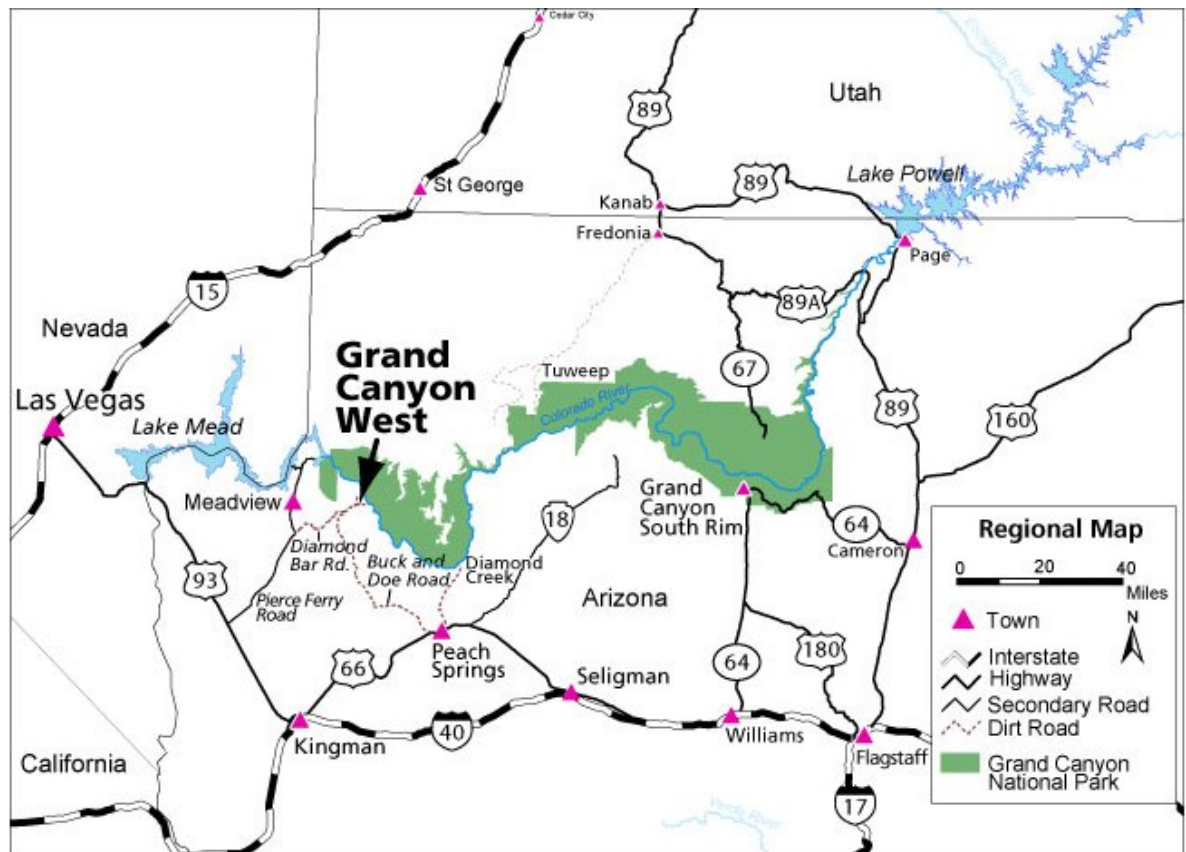 Cedar City
89
Utah
Escalante River
St George
Kanab
89
Lake Powell
Fredonia
Page
15
89A
Nevada
Grand
Canyon
West
Tuweep
67
Las Vegas
Colorado River
89
160
Lake Mead
Meadview
Grand
Canyon
South Rim
18
64
Diamond
Bar Rd.
Buck and
Doe Road
Diamond
Creek
Cameron
93
Pierce Ferry
Road
Arizona
Peach
Springs
66
180
64
Seligman
Kingman
40
Williams
Flagstaff
California
17
Verde River
Regional Map
0 20 40
Miles
Town
N
Interstate
Highway
Secondary Road
Dirt Road
Grand Canyon
National Park